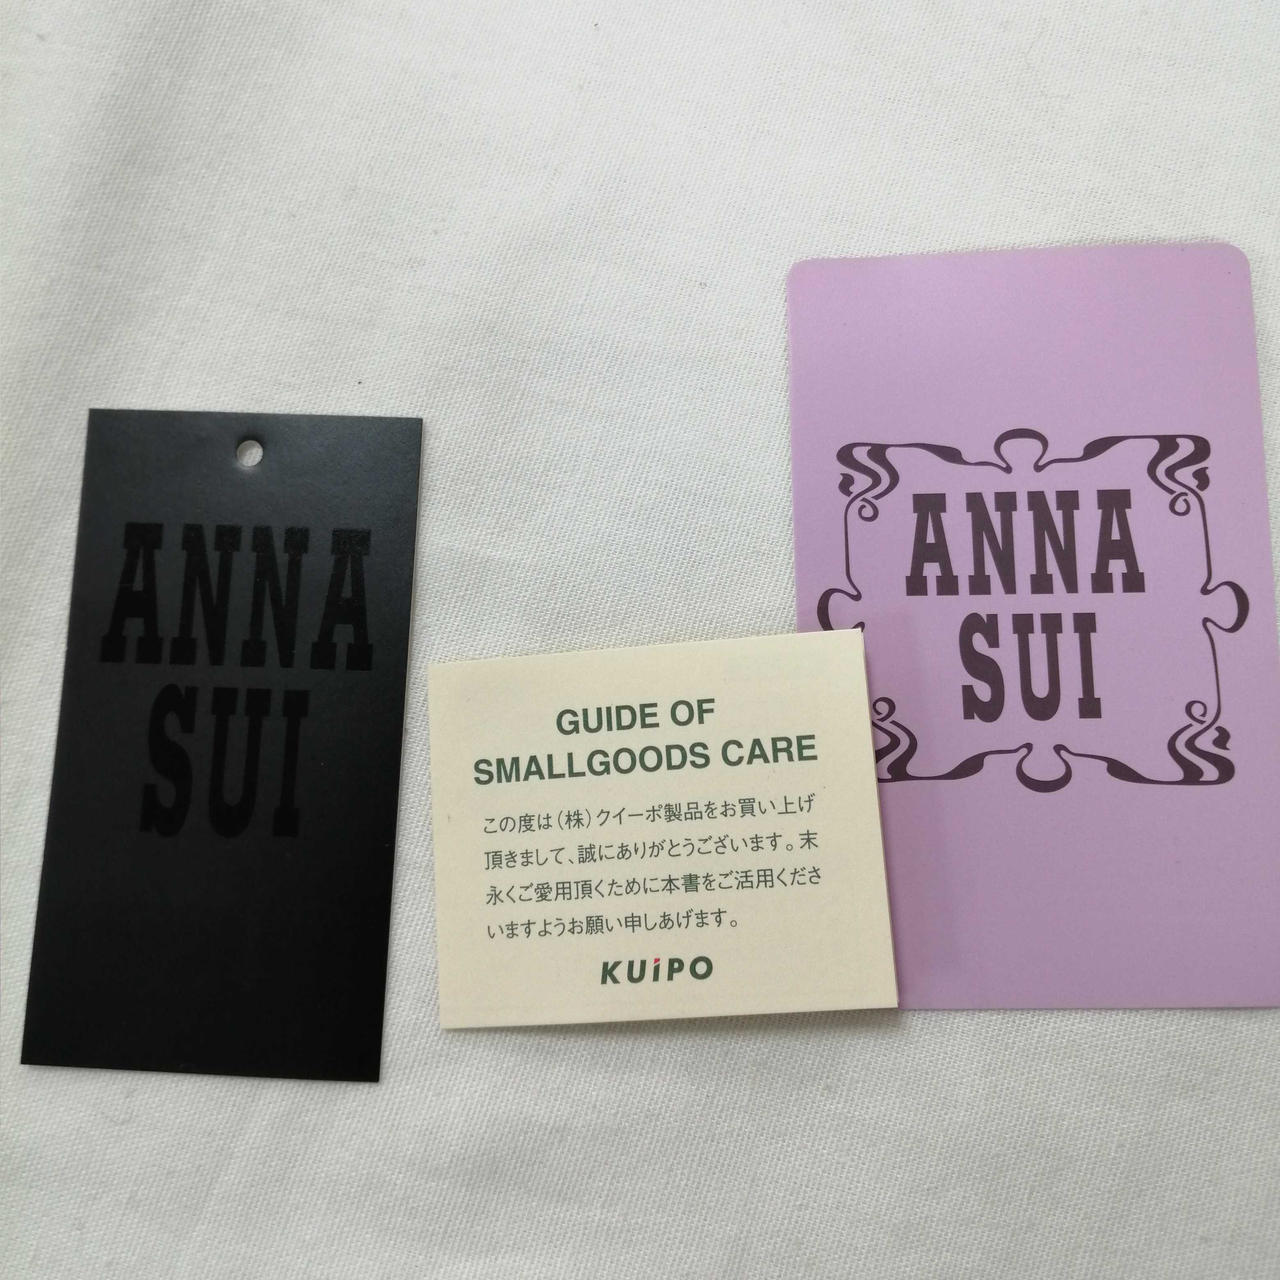 ANNA
SUI
GUIDE OF
SMALLGOODS CARE
この度は（株）クイーポ製品をお買い上げ
頂きまして、誠にありがとうございます。末
永くご愛用頂くために本書をご活用くださ
いますようお願い申しあげます。
KUiPO
ANNA
SUI